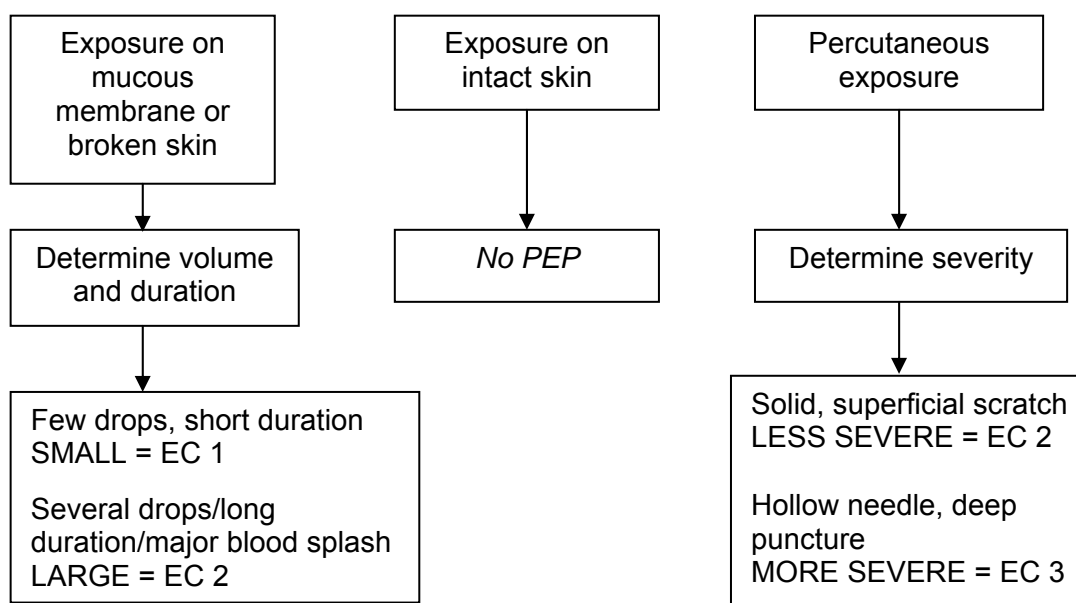 Exposure on
mucous
membrane or
broken skin
Determine volume
and duration
Few drops, short duration
SMALL = EC 1
Several drops/long
duration/major blood splash
LARGE = EC 2
Exposure on
intact skin
No PEP
Percutaneous
exposure
Determine severity
Solid, superficial scratch
LESS SEVERE = EC 2
Hollow needle, deep
puncture
MORE SEVERE = EC 3